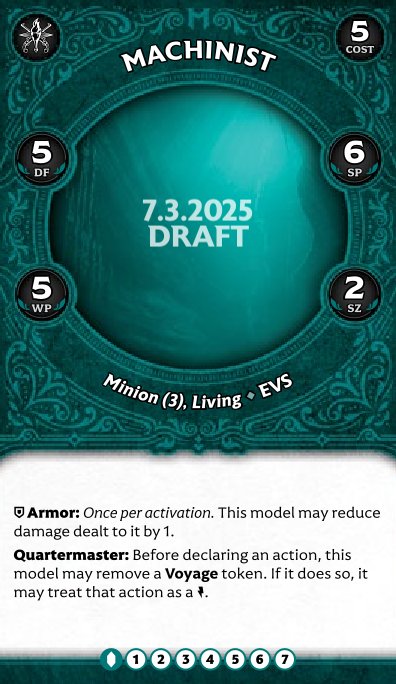 MACHINIST
5
COST
5
DF
6
SP
7.3.2025
DRAFT
5
WP
2
SZ
Minion (3), Living • EVS
Armor: Once per activation. This model may reduce
damage dealt to it by 1.
Quartermaster: Before declaring an action, this
model may remove a Voyage token. If it does so, it
may treat that action as a .
1 2 3 4 5 6 7